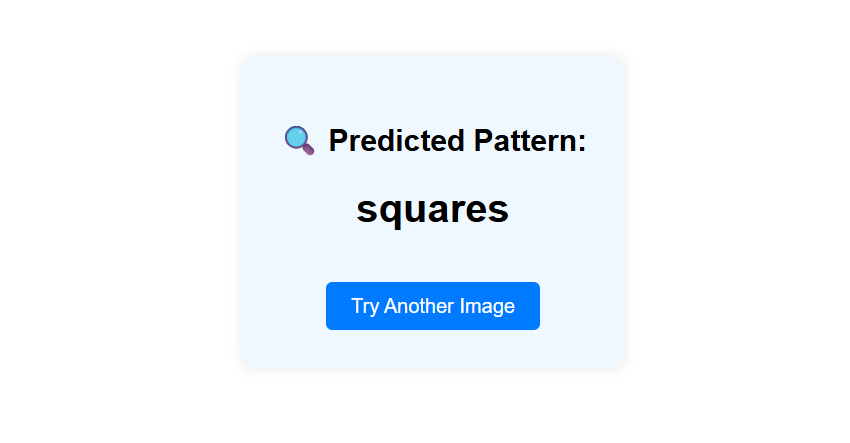 Predicted Pattern:
squares
Try Another Image